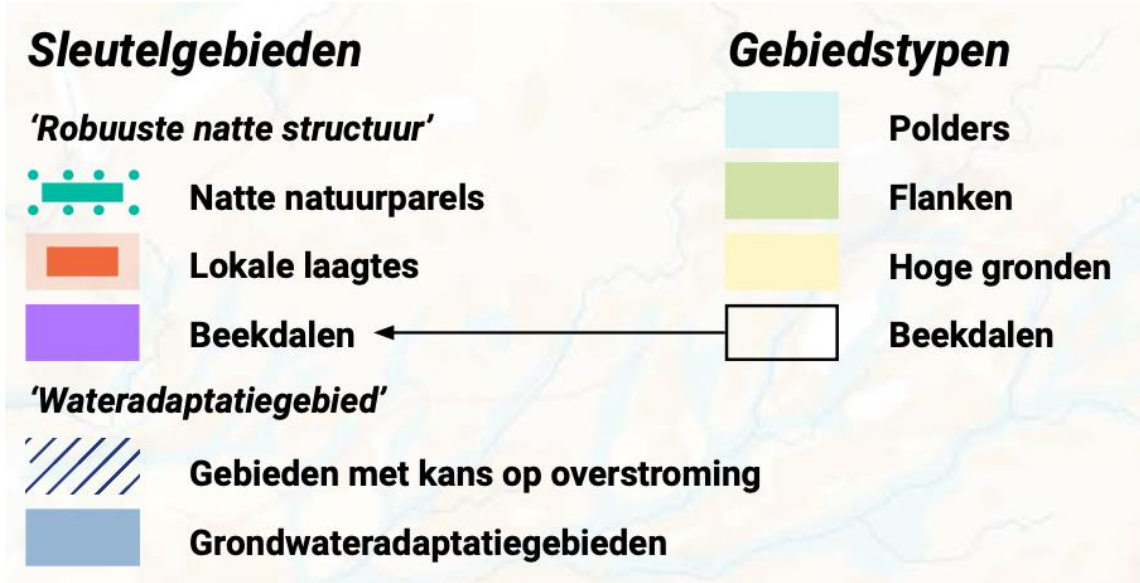 Sleutelgebieden
‘Robuuste natte structuur’
Natte natuurparels
Lokale laagtes
Beekdalen
‘Wateradaptatiegebied’
Gebieden met kans op overstroming
Grondwateradaptatiegebieden
Gebiedstypen
Polders
Flanken
Hoge gronden
Beekdalen